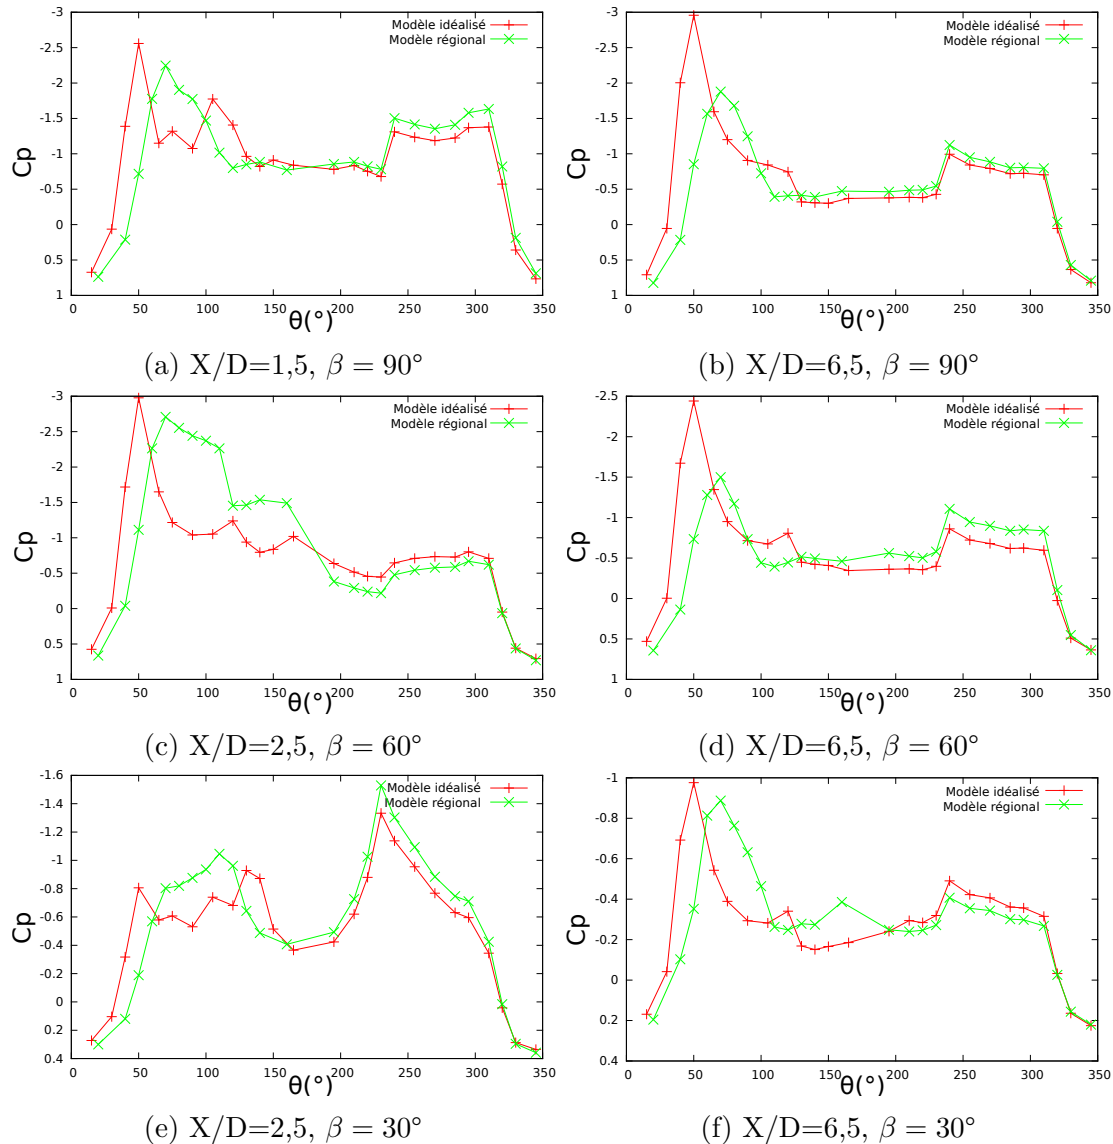 Modèle idéalisé
Modèle régional
Cp
-3
-2.5
-2
-1.5
-1
-0.5
0
0.5
1
0 50 100 150 200 250 300 350
θ(°)
(a) X/D=1,5, β = 90°
Modèle idéalisé
Modèle régional
Cp
-3
-2.5
-2
-1.5
-1
-0.5
0
0.5
1
0 50 100 150 200 250 300 350
θ(°)
(b) X/D=6,5, β = 90°
Modèle idéalisé
Modèle régional
Cp
-3
-2.5
-2
-1.5
-1
-0.5
0
0.5
1
0 50 100 150 200 250 300 350
θ(°)
(c) X/D=2,5, β = 60°
Modèle idéalisé
Modèle régional
Cp
-2.5
-2
-1.5
-1
-0.5
0
0.5
1
0 50 100 150 200 250 300 350
θ(°)
(d) X/D=6,5, β = 60°
Modèle idéalisé
Modèle régional
Cp
-1.6
-1.4
-1.2
-1
-0.8
-0.6
-0.4
-0.2
0
0.2
0.4
0 50 100 150 200 250 300 350
θ(°)
(e) X/D=2,5, β = 30°
Modèle idéalisé
Modèle régional
Cp
-1
-0.8
-0.6
-0.4
-0.2
0
0.2
0.4
0 50 100 150 200 250 300 350
θ(°)
(f) X/D=6,5, β = 30°